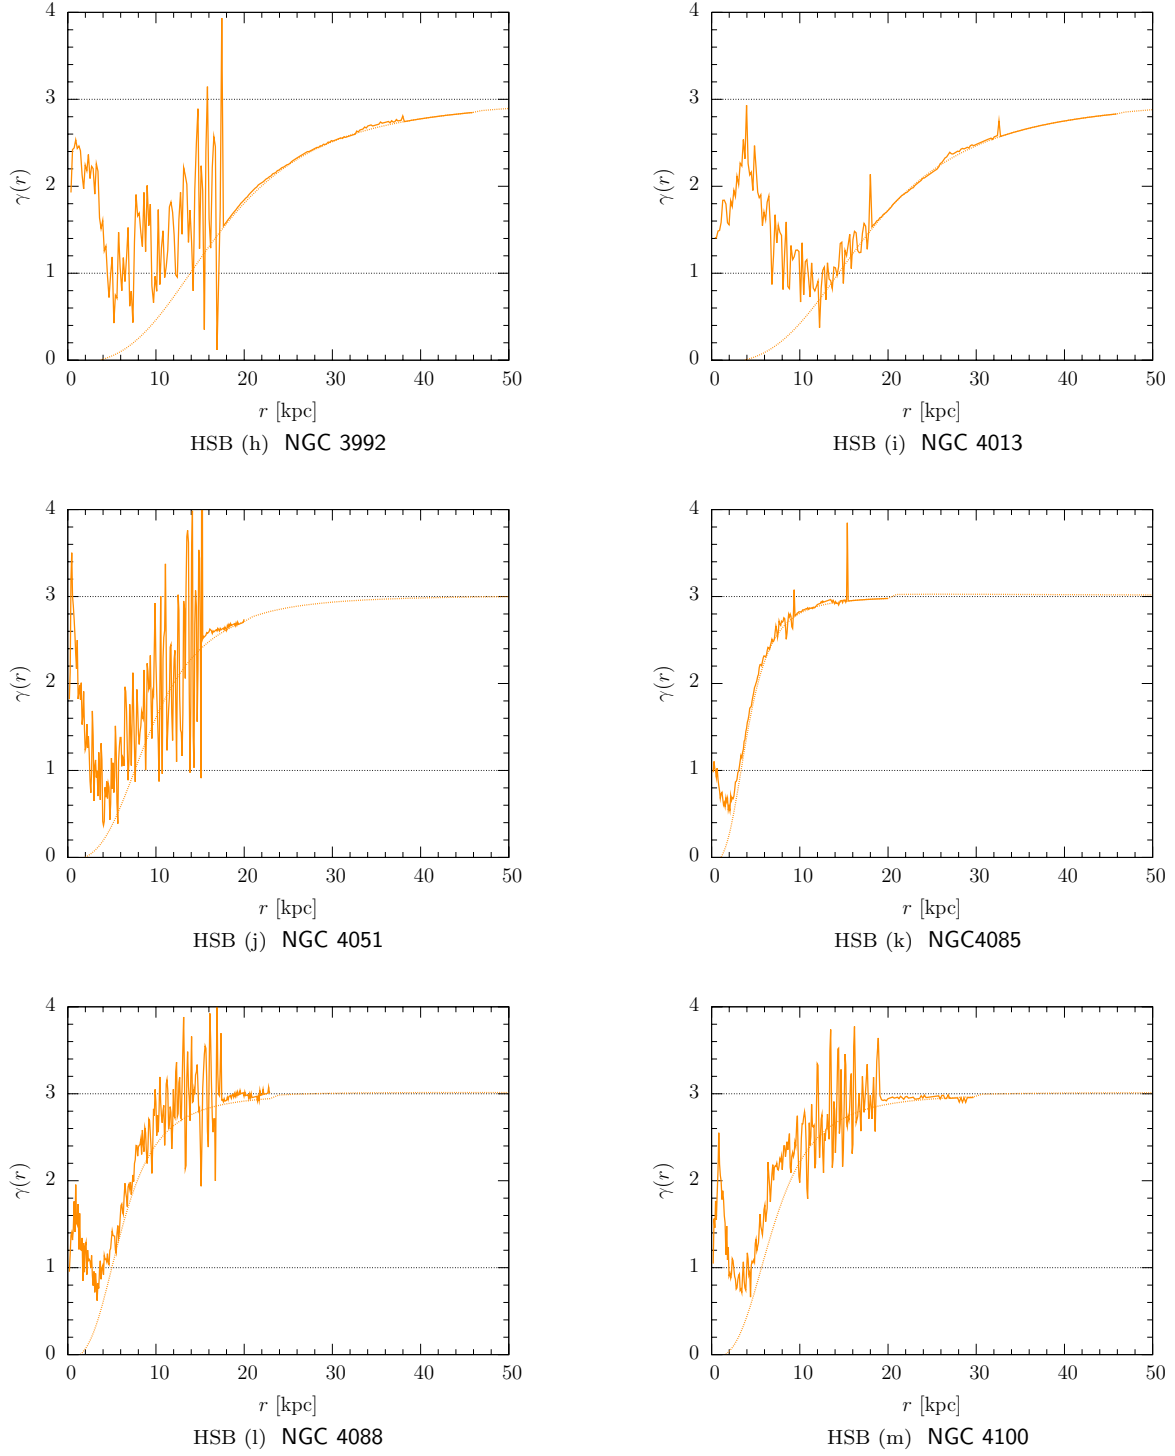 4
3
2
1
0
γ(r)
0 10 20 30 40 50
r [kpc]
HSB (h) NGC 3992
4
3
2
1
0
γ(r)
0 10 20 30 40 50
r [kpc]
HSB (i) NGC 4013
4
3
2
1
0
γ(r)
0 10 20 30 40 50
r [kpc]
HSB (j) NGC 4051
4
3
2
1
0
γ(r)
0 10 20 30 40 50
r [kpc]
HSB (k) NGC4085
4
3
2
1
0
γ(r)
0 10 20 30 40 50
r [kpc]
HSB (l) NGC 4088
4
3
2
1
0
γ(r)
0 10 20 30 40 50
r [kpc]
HSB (m) NGC 4100